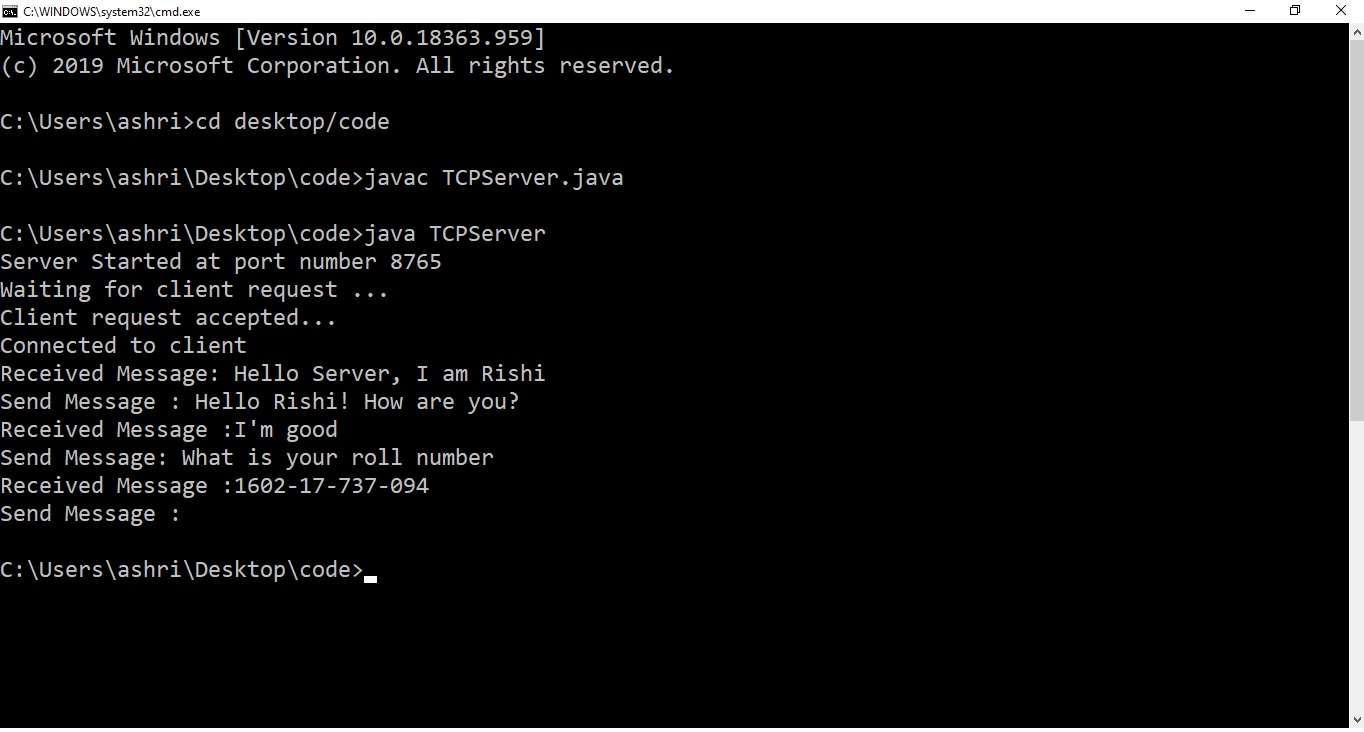 C:\WINDOWS\system32\cmd.exe
Microsoft Windows [Version 10.0.18363.959]
(c) 2019 Microsoft Corporation. All rights reserved.
C:\Users\ashri>cd desktop/code
C:\Users\ashri\Desktop\code>javac TCPServer.java
C:\Users\ashri\Desktop\code>java TCPServer
Server Started at port number 8765
Waiting for client request ...
Client request accepted...
Connected to client
Received Message: Hello Server, I am Rishi
Send Message : Hello Rishi! How are you?
Received Message :I'm good
Send Message: What is your roll number
Received Message :1602-17-737-094
Send Message :
C:\Users\ashri\Desktop\code>